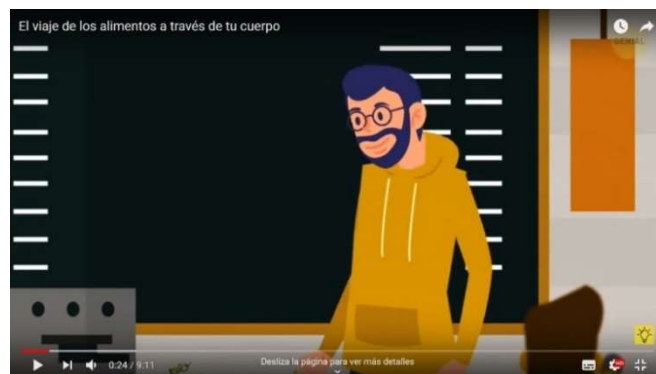 El viaje de los alimentos a través de tu cuerpo
GENIAL
Desliza la página para ver más detalles
0:24 / 9:11